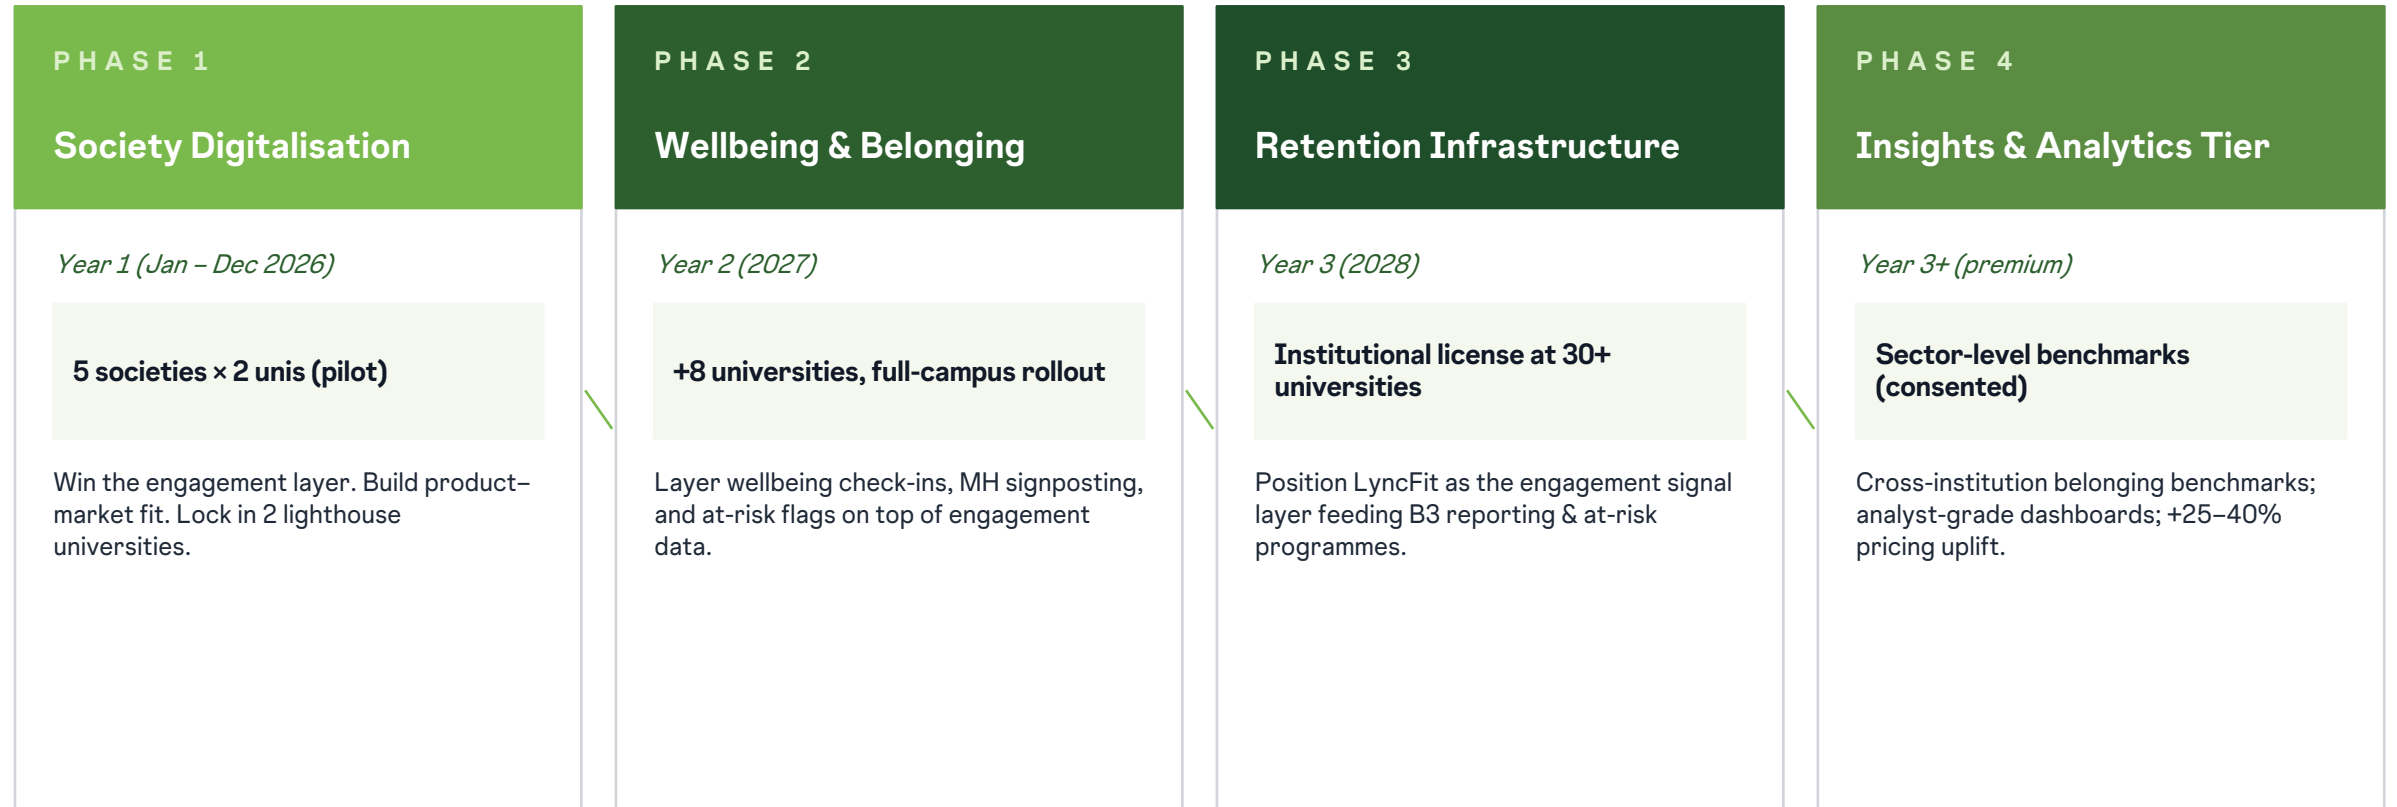 PHASE 1
Society Digitalisation
Year 1 (Jan – Dec 2026)
5 societies × 2 unis (pilot)
Win the engagement layer. Build product–
market fit. Lock in 2 lighthouse
universities.
PHASE 2
Wellbeing & Belonging
Year 2 (2027)
+8 universities, full-campus rollout
Layer wellbeing check-ins, MH signposting,
and at-risk flags on top of engagement
data.
PHASE 3
Retention Infrastructure
Year 3 (2028)
Institutional license at 30+
universities
Position LyncFit as the engagement signal
layer feeding B3 reporting & at-risk
programmes.
PHASE 4
Insights & Analytics Tier
Year 3+ (premium)
Sector-level benchmarks
(consented)
Cross-institution belonging benchmarks;
analyst-grade dashboards; +25–40%
pricing uplift.